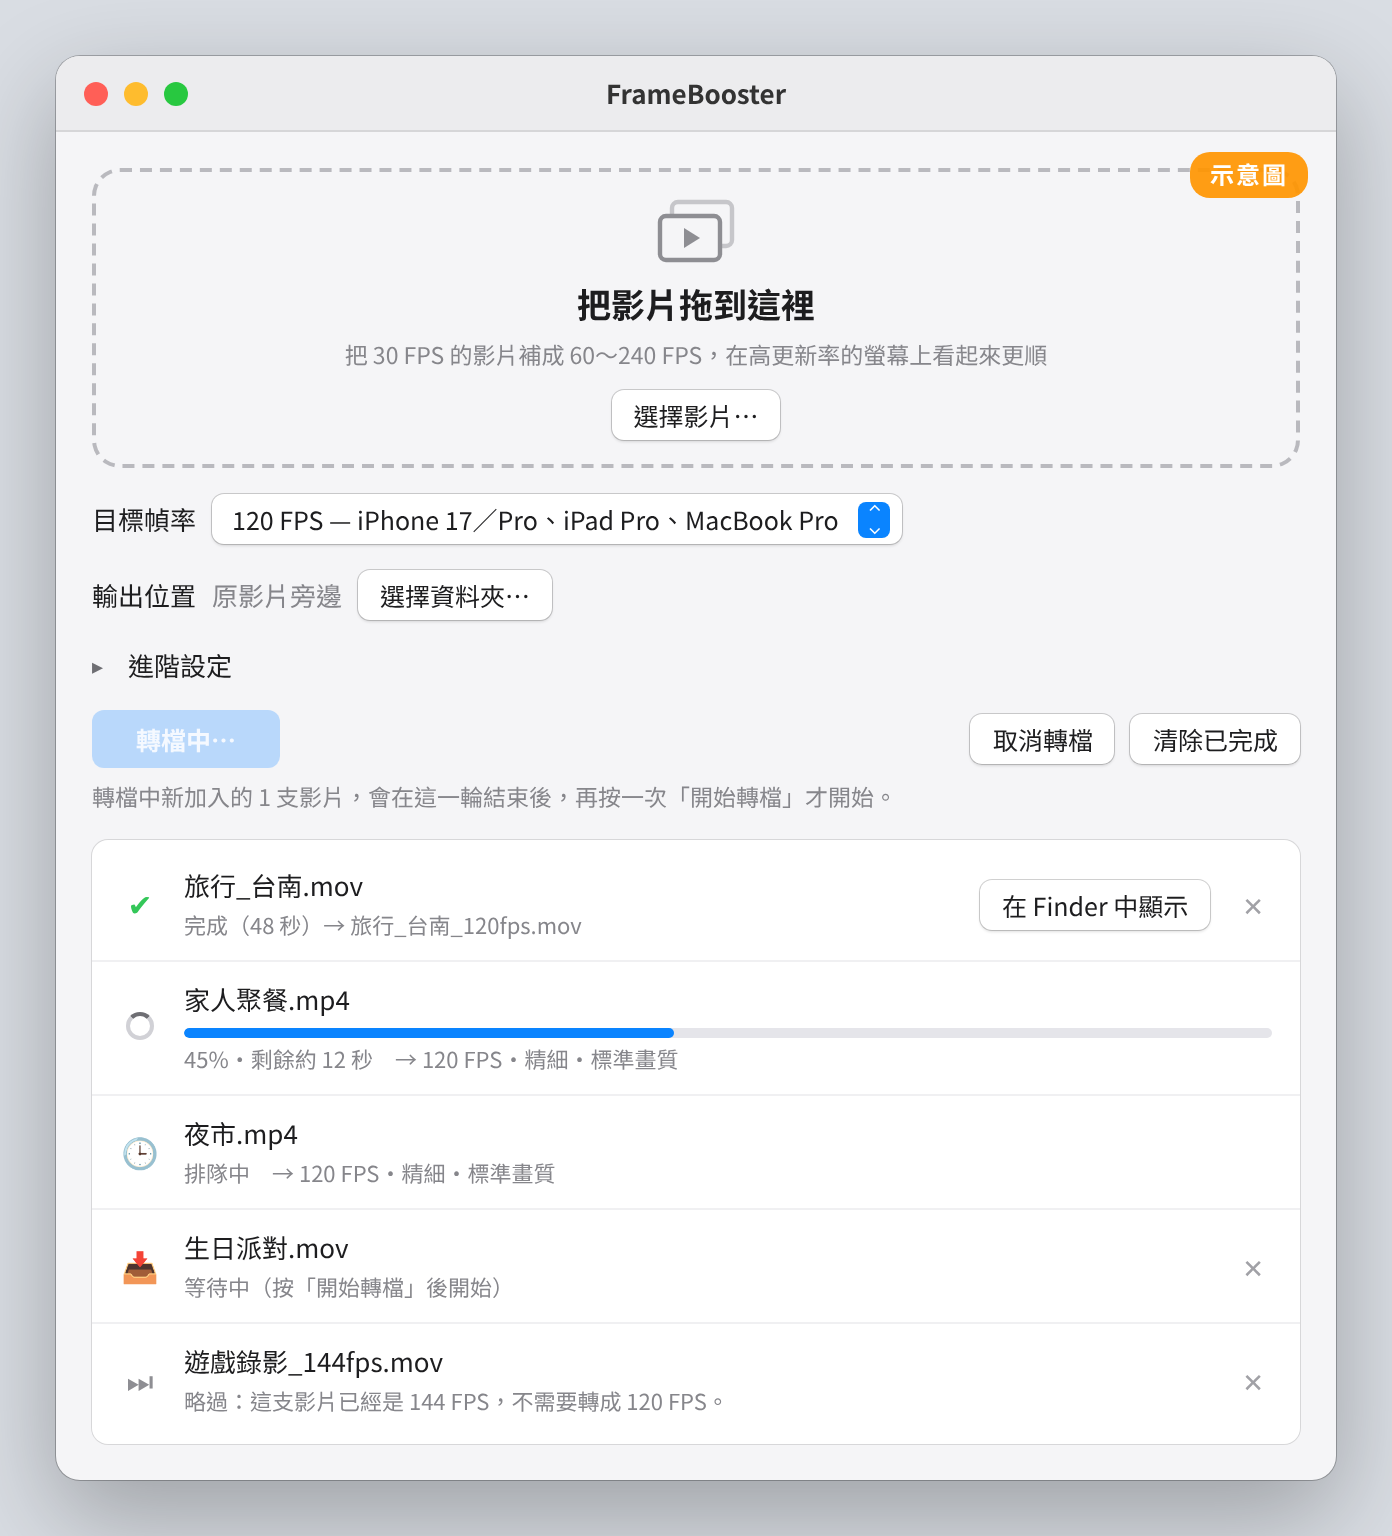 FrameBooster
示意圖
把影片拖到這裡
把 30 FPS 的影片補成 60～240 FPS，在高更新率的螢幕上看起來更順
選擇影片⋯
目標幀率 120 FPS — iPhone 17／Pro、iPad Pro、MacBook Pro
輸出位置 原影片旁邊 選擇資料夾⋯
進階設定
轉檔中⋯ 取消轉檔 清除已完成
轉檔中新加入的 1 支影片，會在這一輪結束後，再按一次「開始轉檔」才開始。
旅行_台南.mov
完成（48 秒）→ 旅行_台南_120fps.mov
在 Finder 中顯示
家人聚餐.mp4
45%・剩餘約 12 秒　→ 120 FPS・精細・標準畫質
夜市.mp4
排隊中　→ 120 FPS・精細・標準畫質
生日派對.mov
等待中（按「開始轉檔」後開始）
遊戲錄影_144fps.mov
略過：這支影片已經是 144 FPS，不需要轉成 120 FPS。